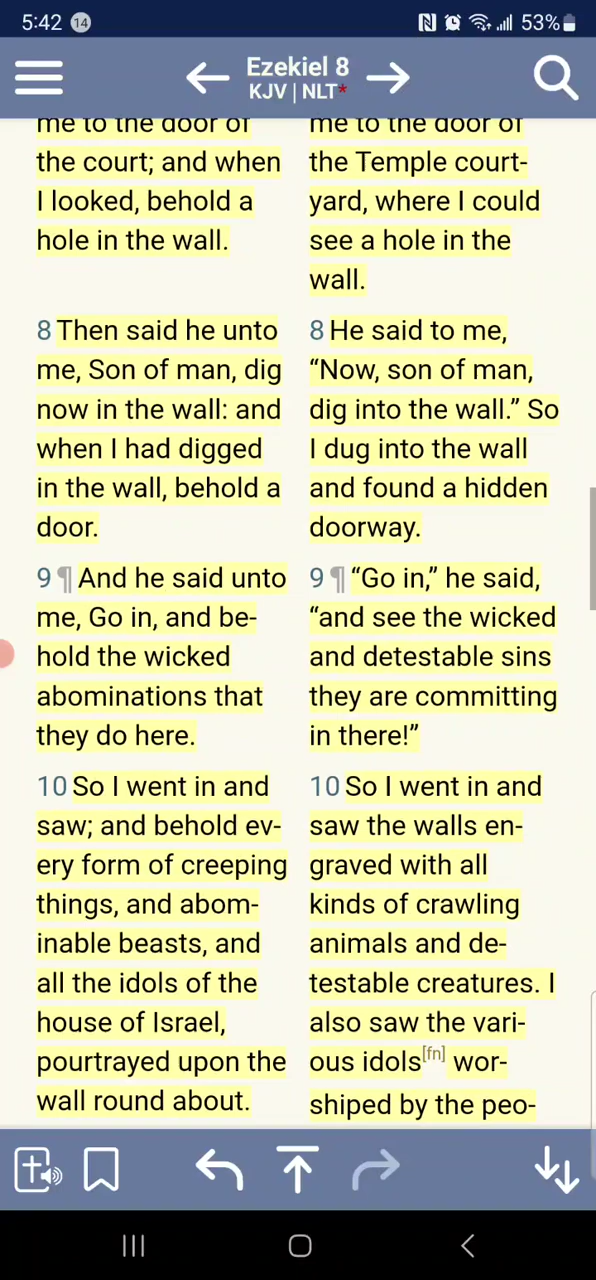 5:42 14 53%
Ezekiel 8
KJV | NLT*
me to the door of
the court; and when
I looked, behold a
hole in the wall.
8 Then said he unto
me, Son of man, dig
now in the wall: and
when I had digged
in the wall, behold a
door.
9 ¶ And he said unto
me, Go in, and be-
hold the wicked
abominations that
they do here.
10 So I went in and
saw; and behold ev-
ery form of creeping
things, and abom-
inable beasts, and
all the idols of the
house of Israel,
pourtrayed upon the
wall round about.
me to the door of
the Temple court-
yard, where I could
see a hole in the
wall.
8 He said to me,
“Now, son of man,
dig into the wall.” So
I dug into the wall
and found a hidden
doorway.
9 ¶ “Go in,” he said,
“and see the wicked
and detestable sins
they are committing
in there!”
10 So I went in and
saw the walls en-
graved with all
kinds of crawling
animals and de-
testable creatures. I
also saw the vari-
ous idols[fn] wor-
shiped by the peo-